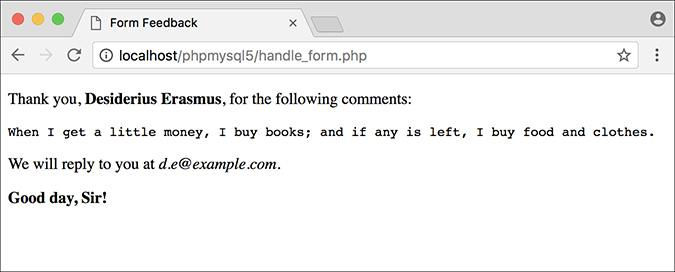 Form Feedback
localhost/phpmysql5/handle_form.php
Thank you, Desiderius Erasmus, for the following comments:
When I get a little money, I buy books; and if any is left, I buy food and clothes.
We will reply to you at d.e@example.com.
Good day, Sir!